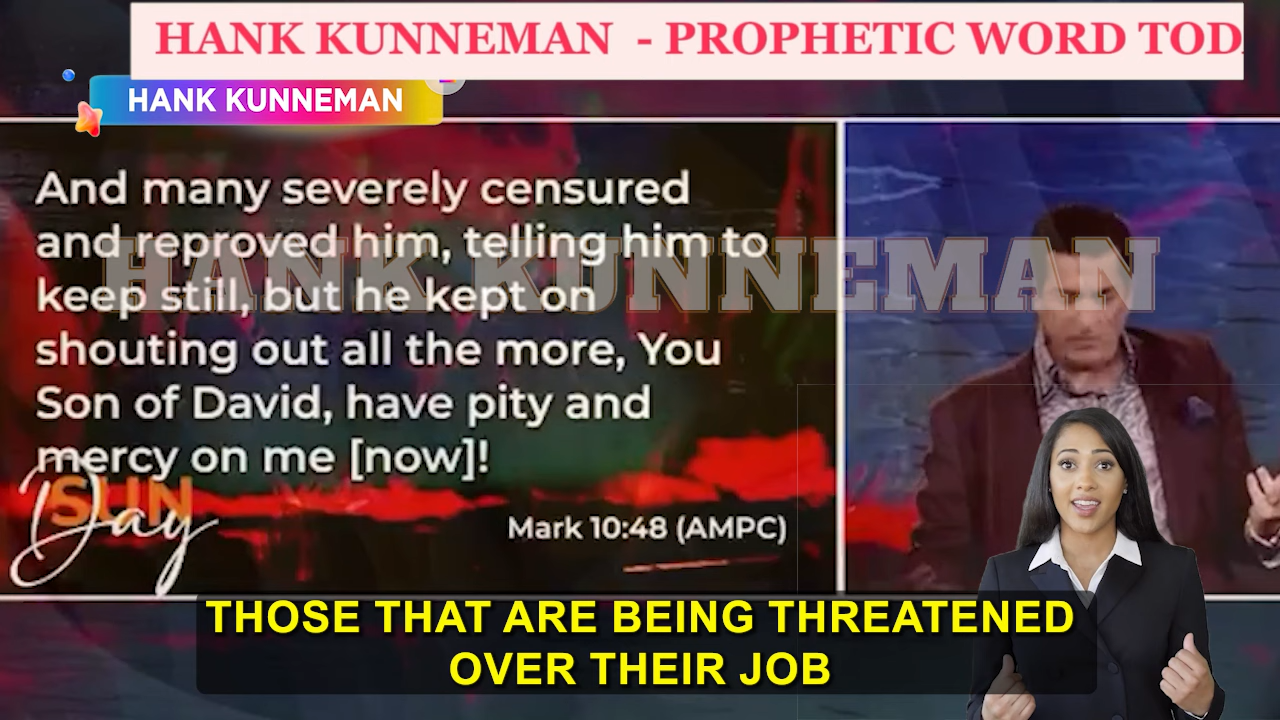 HANK KUNNEMAN - PROPHETIC WORD TOD
HANK KUNNEMAN
And many severely censured
and reproved him, telling him to
keep still, but he kept on
shouting out all the more, You
Son of David, have pity and
mercy on me [now]!
HANK KUNNEMAN
SUN
Day
Mark 10:48 (AMPC)
THOSE THAT ARE BEING THREATENED
OVER THEIR JOB